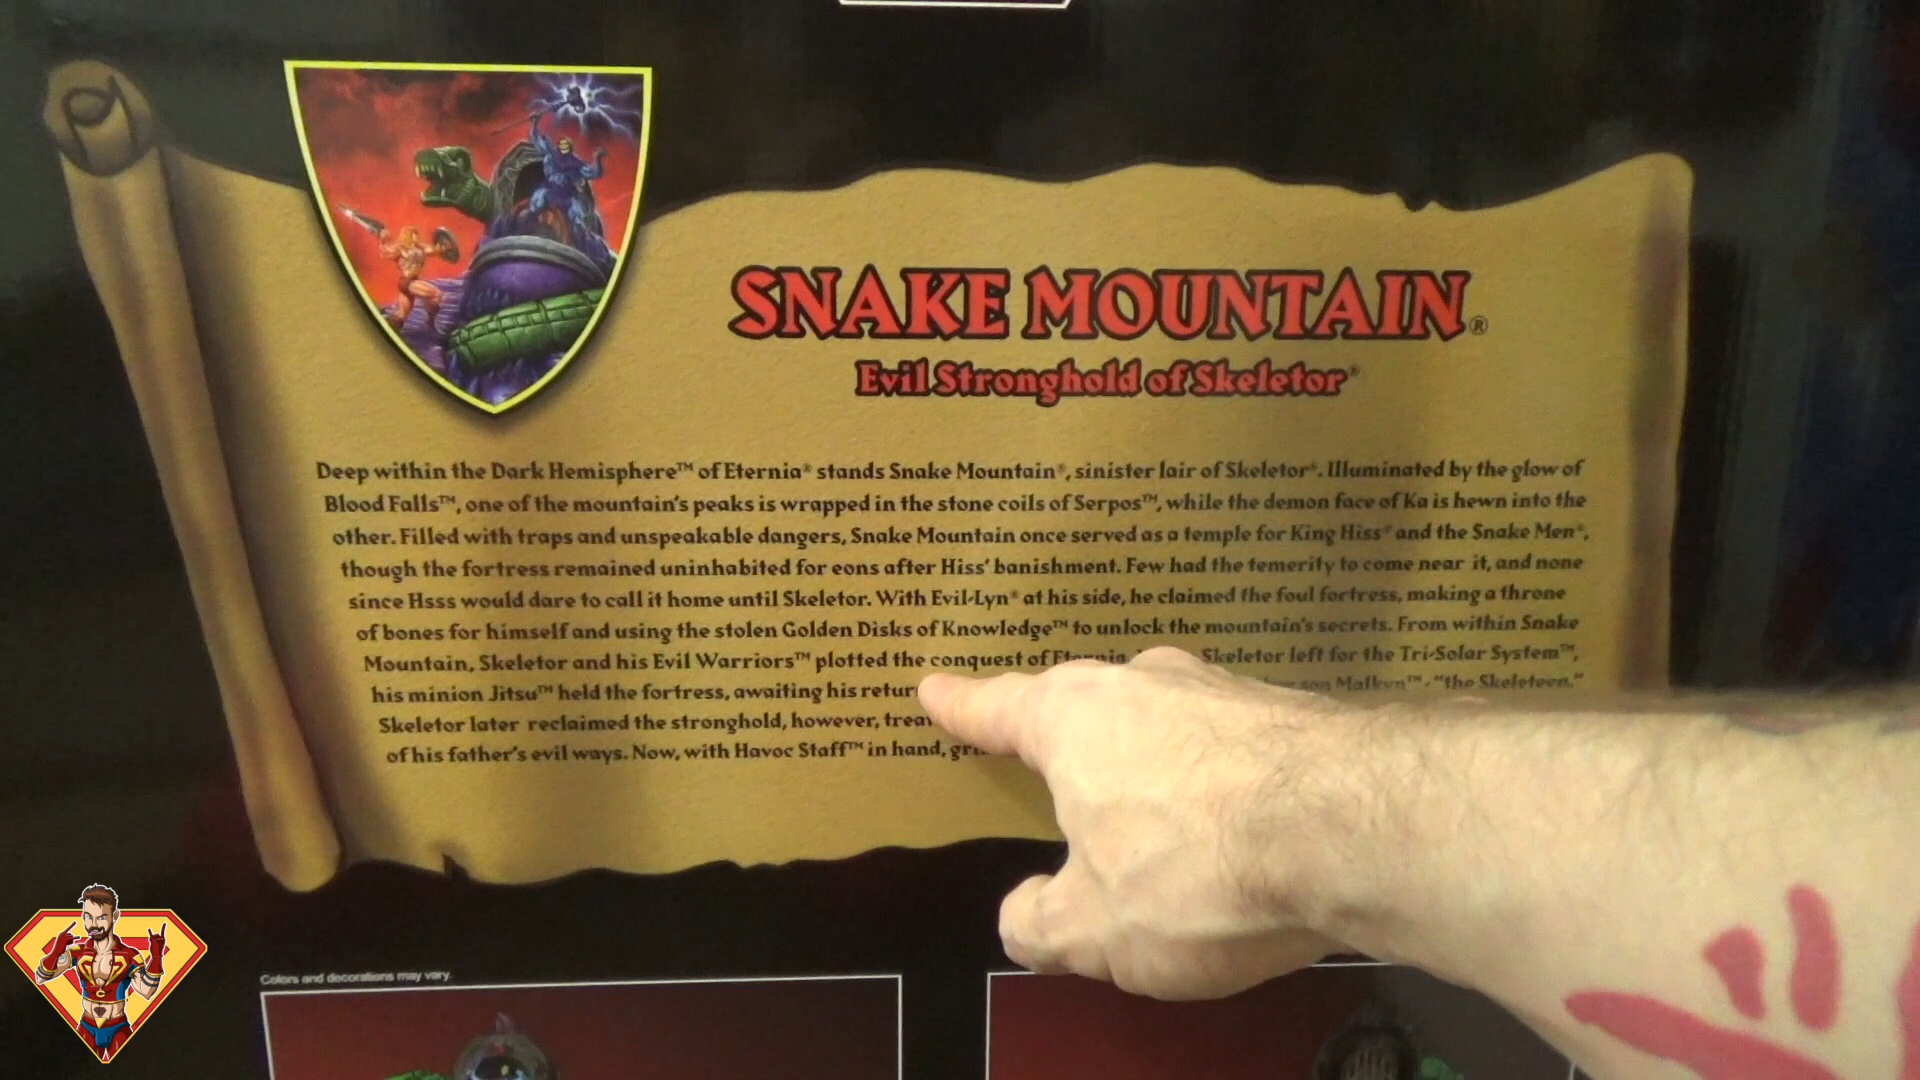 SNAKE MOUNTAIN®
Evil Stronghold of Skeletor®
Deep within the Dark Hemisphere™ of Eternia® stands Snake Mountain®, sinister lair of Skeletor®. Illuminated by the glow of
Blood Falls™, one of the mountain's peaks is wrapped in the stone coils of Serpos™, while the demon face of Ka is hewn into the
other. Filled with traps and unspeakable dangers, Snake Mountain once served as a temple for King Hiss® and the Snake Men®,
though the fortress remained uninhabited for eons after Hiss' banishment. Few had the temerity to come near it, and none
since Hsss would dare to call it home until Skeletor. With Evil-Lyn® at his side, he claimed the foul fortress, making a throne
of bones for himself and using the stolen Golden Disks of Knowledge™ to unlock the mountain's secrets. From within Snake
Mountain, Skeletor and his Evil Warriors™ plotted the conquest of Eternia. Skeletor left for the Tri-Solar System™,
his minion Jitsu™ held the fortress, awaiting his return son Malkyn™ - "the Skeleteen."
Skeletor later reclaimed the stronghold, however,
of his father's evil ways. Now, with Havoc Staff™ in hand,
Colors and decorations may vary.